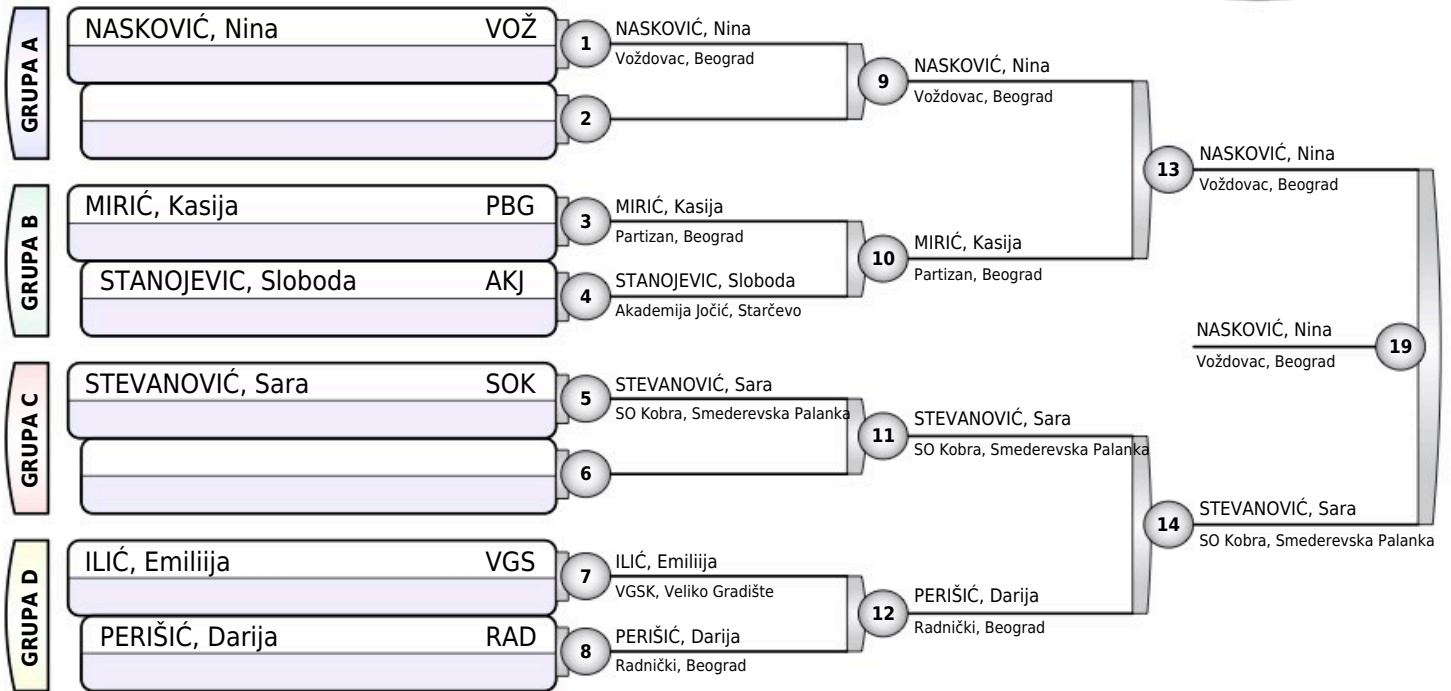 GRUPA A
NASKOVIĆ, Nina VOŽ
1
NASKOVIĆ, Nina
Voždovac, Beograd
2
9
NASKOVIĆ, Nina
Voždovac, Beograd
GRUPA B
MIRIĆ, Kasija PBG
3
MIRIĆ, Kasija
Partizan, Beograd
STANOJEVIC, Sloboda AKJ
4
STANOJEVIC, Sloboda
Akademija Jočić, Starčevo
10
MIRIĆ, Kasija
Partizan, Beograd
13
NASKOVIĆ, Nina
Voždovac, Beograd
GRUPA C
STEVANOVIĆ, Sara SOK
5
STEVANOVIĆ, Sara
SO Kobra, Smederevska Palanka
6
11
STEVANOVIĆ, Sara
SO Kobra, Smederevska Palanka
GRUPA D
ILIĆ, Emiliija VGS
7
ILIĆ, Emiliija
VGSK, Veliko Gradište
PERIŠIĆ, Darija RAD
8
PERIŠIĆ, Darija
Radnički, Beograd
12
PERIŠIĆ, Darija
Radnički, Beograd
14
STEVANOVIĆ, Sara
SO Kobra, Smederevska Palanka
NASKOVIĆ, Nina
Voždovac, Beograd
19